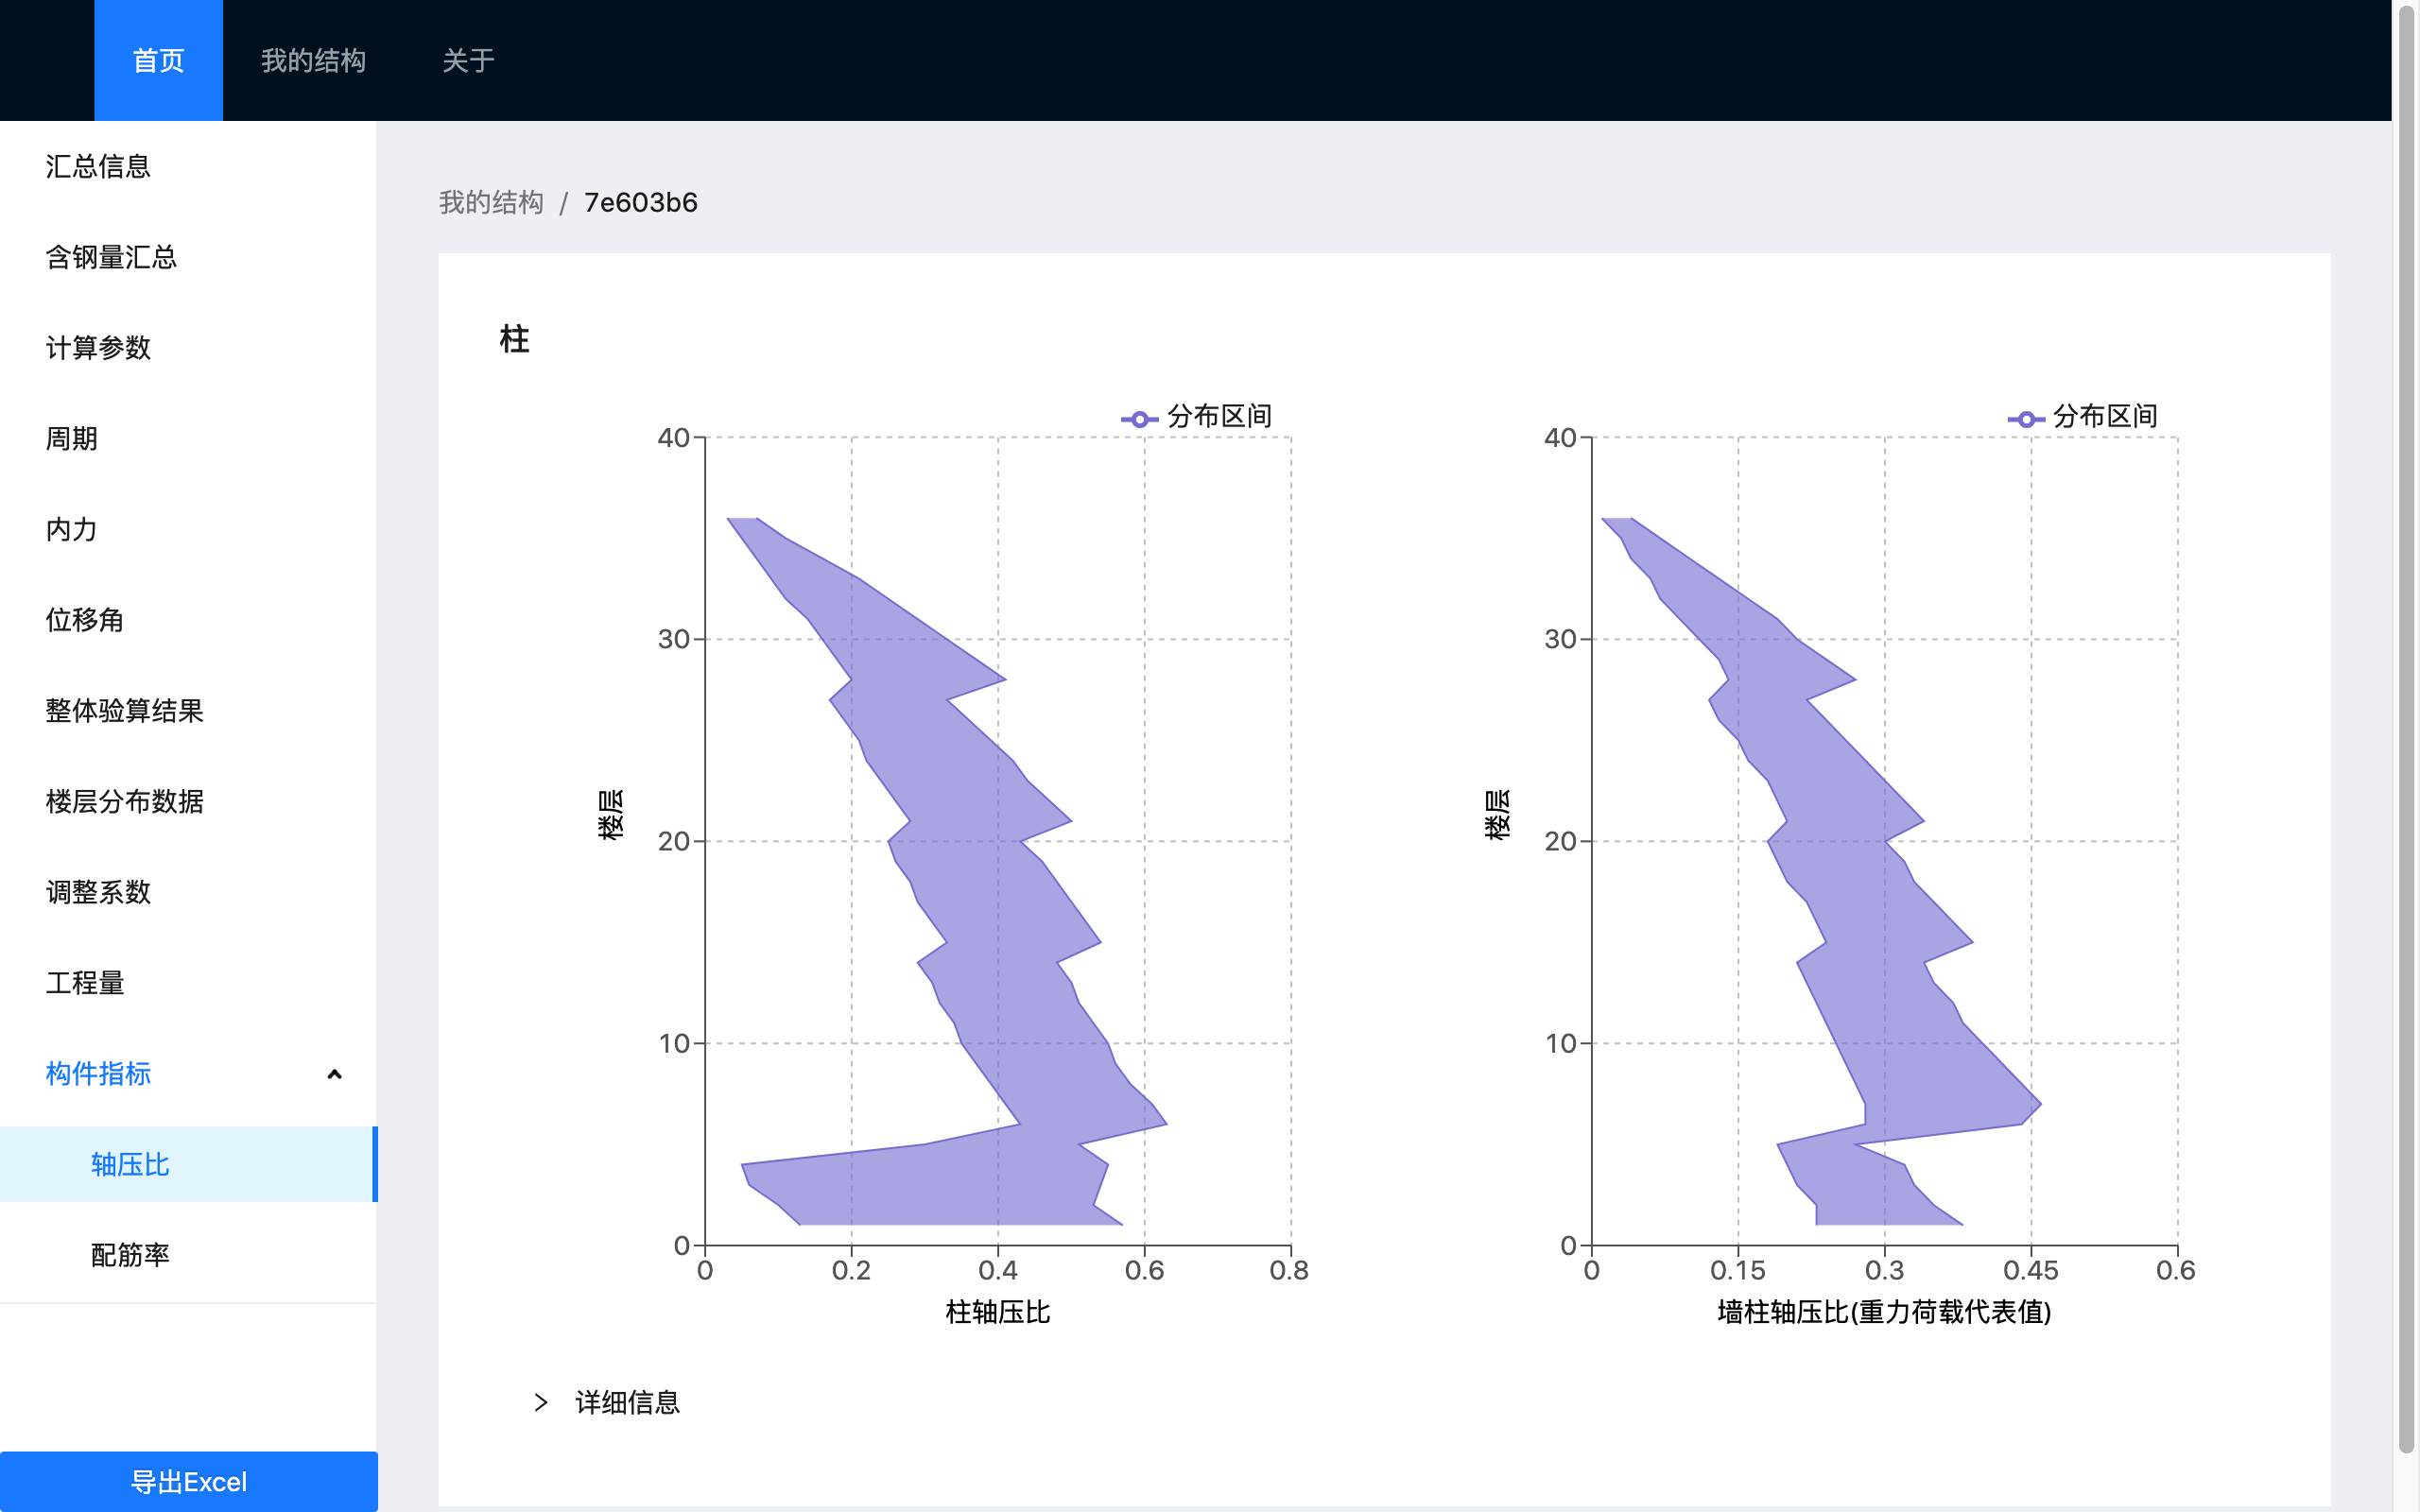 首页 我的结构 关于
汇总信息
含钢量汇总
计算参数
周期
内力
位移角
整体验算结果
楼层分布数据
调整系数
工程量
构件指标
轴压比
配筋率
导出Excel
我的结构 / 7e603b6
柱
分布区间
40
30
20
10
0
楼层
0 0.2 0.4 0.6 0.8
柱轴压比
分布区间
40
30
20
10
0
楼层
0 0.15 0.3 0.45 0.6
墙柱轴压比(重力荷载代表值)
详细信息